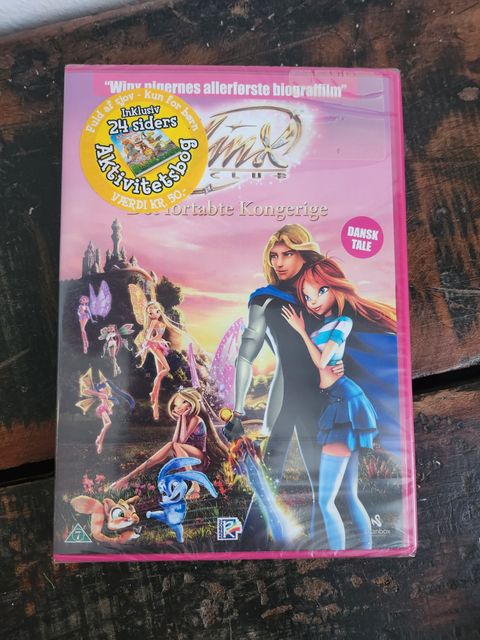 "Winx pigernes allerførste biograffilm"
Fuld af sjov - Kun for børn
Inklusiv
24 siders
Aktivitetsbog
VÆRDI KR. 50.-
Winx
CLUB
Det fortabte Kongerige
DANSK
TALE
7